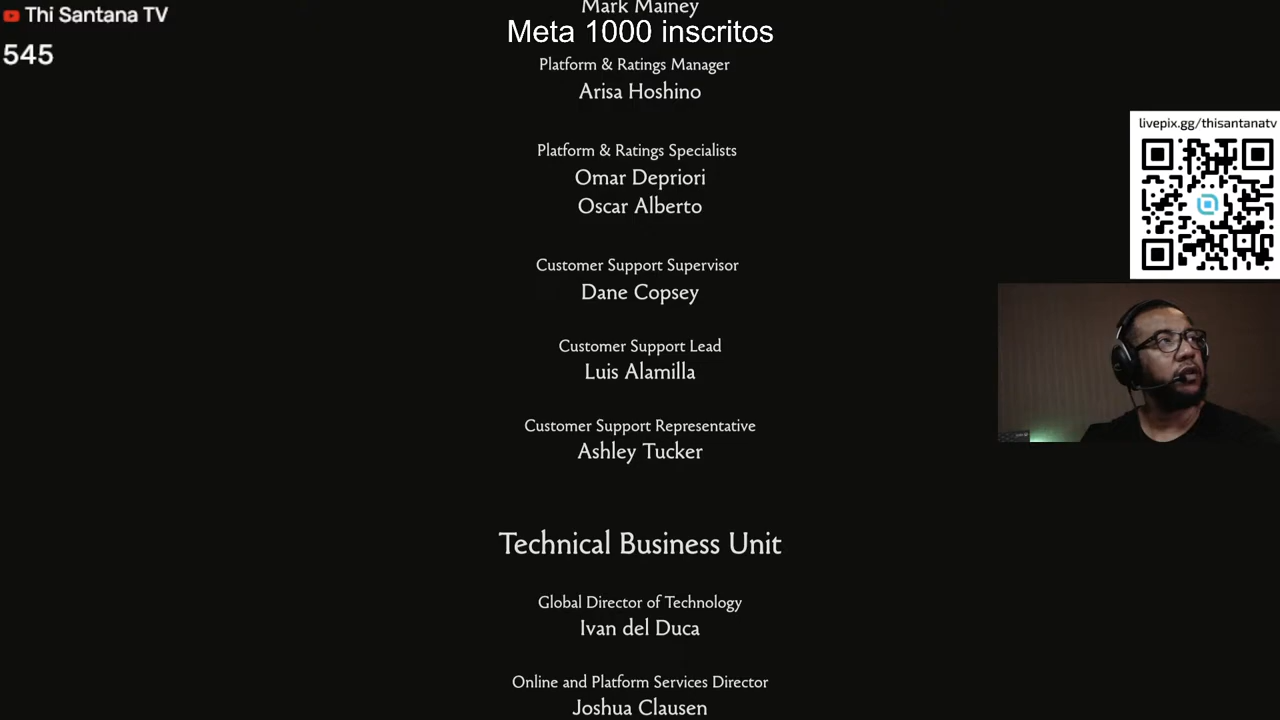 Thi Santana TV
545
Mark Mainey
Meta 1000 inscritos
Platform & Ratings Manager
Arisa Hoshino
Platform & Ratings Specialists
Omar Depriori
Oscar Alberto
Customer Support Supervisor
Dane Copsey
Customer Support Lead
Luis Alamilla
Customer Support Representative
Ashley Tucker
Technical Business Unit
Global Director of Technology
Ivan del Duca
Online and Platform Services Director
Joshua Clausen
livepix.gg/thisantanatv